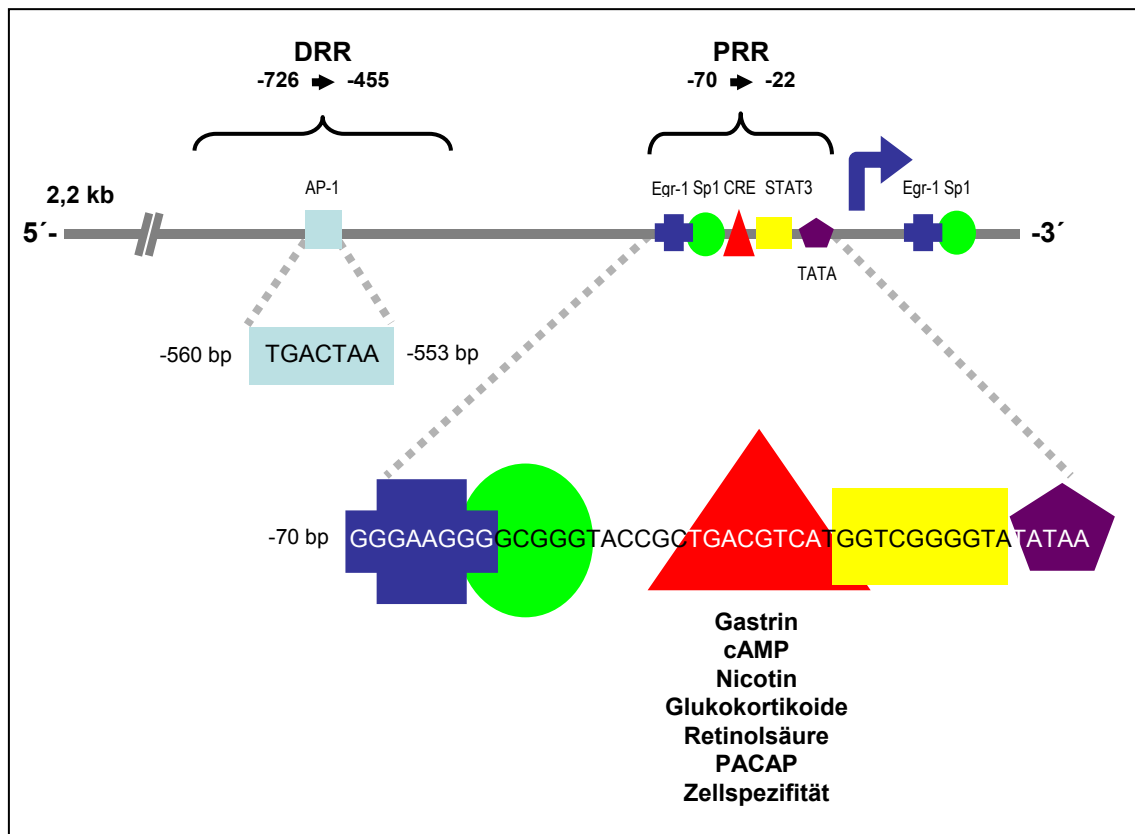 DRR
-726 → -455
PRR
-70 → -22
2,2 kb
AP-1
Egr-1 Sp1 CRE STAT3
Egr-1 Sp1
5´-
-3´
TATA
-560 bp
TGACTAA
-553 bp
-70 bp
GGGAAGGGGCGGGTACCGCTGACGTCATGGTCGGGGTATATAA
Gastrin
cAMP
Nicotin
Glukokortikoide
Retinolsäure
PACAP
Zellspezifität